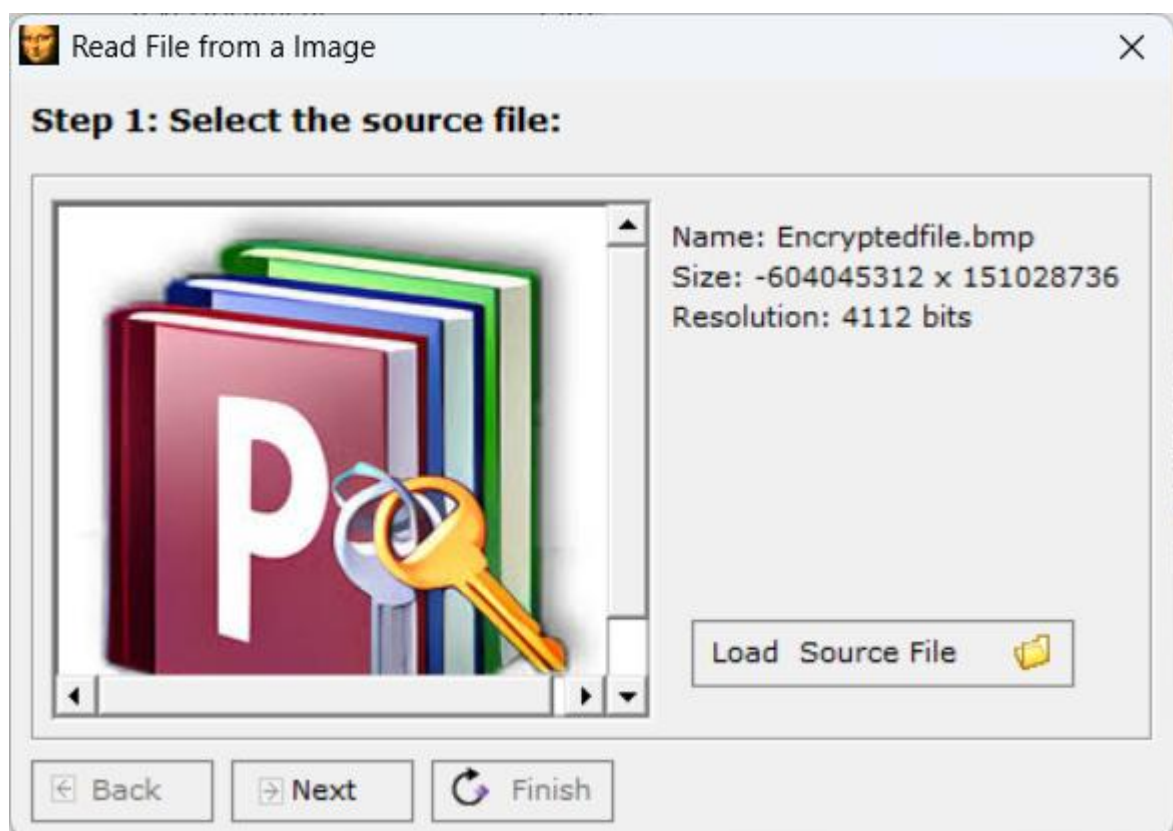 Read File from a Image
Step 1: Select the source file:
P
Name: Encryptedfile.bmp
Size: -604045312 x 151028736
Resolution: 4112 bits
Load Source File
Back
Next
Finish